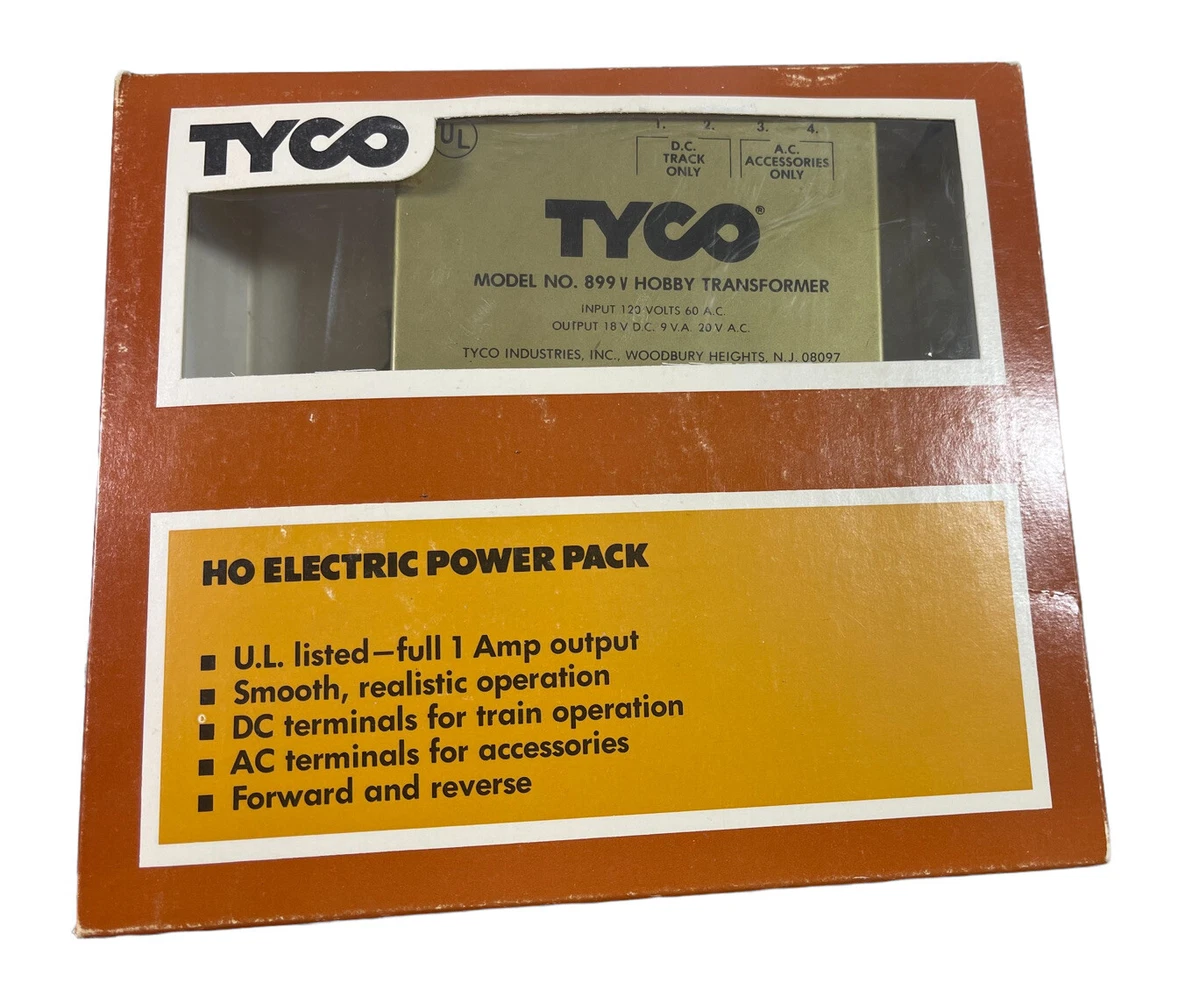 TYCO
UL
1. 2. 3. 4.
D.C. TRACK ONLY
A.C. ACCESSORIES ONLY
TYCO®
MODEL NO. 899 V HOBBY TRANSFORMER
INPUT 120 VOLTS 60 A.C.
OUTPUT 18 V D.C. 9 V.A. 20 V A.C.
TYCO INDUSTRIES, INC., WOODBURY HEIGHTS, N.J. 08097
HO ELECTRIC POWER PACK
■ U.L. listed—full 1 Amp output
■ Smooth, realistic operation
■ DC terminals for train operation
■ AC terminals for accessories
■ Forward and reverse